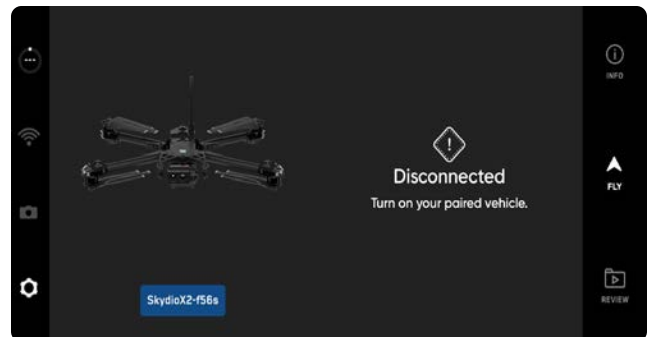 INFO
Disconnected
Turn on your paired vehicle.
FLY
SkydioX2-f56s
REVIEW